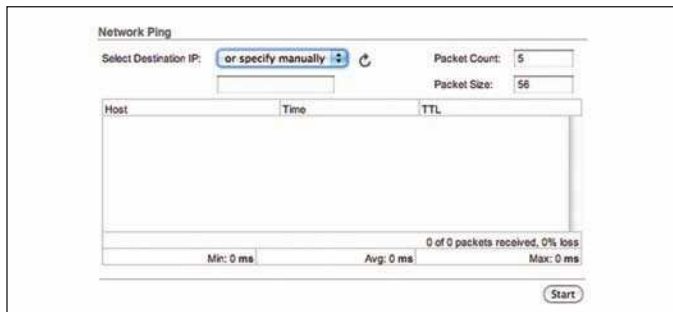 Network Ping
Select Destination IP: or specify manually Packet Count: 5
Packet Size: 56
Host Time TTL
0 of 0 packets received, 0% loss
Min: 0 ms Avg: 0 ms Max: 0 ms
Start